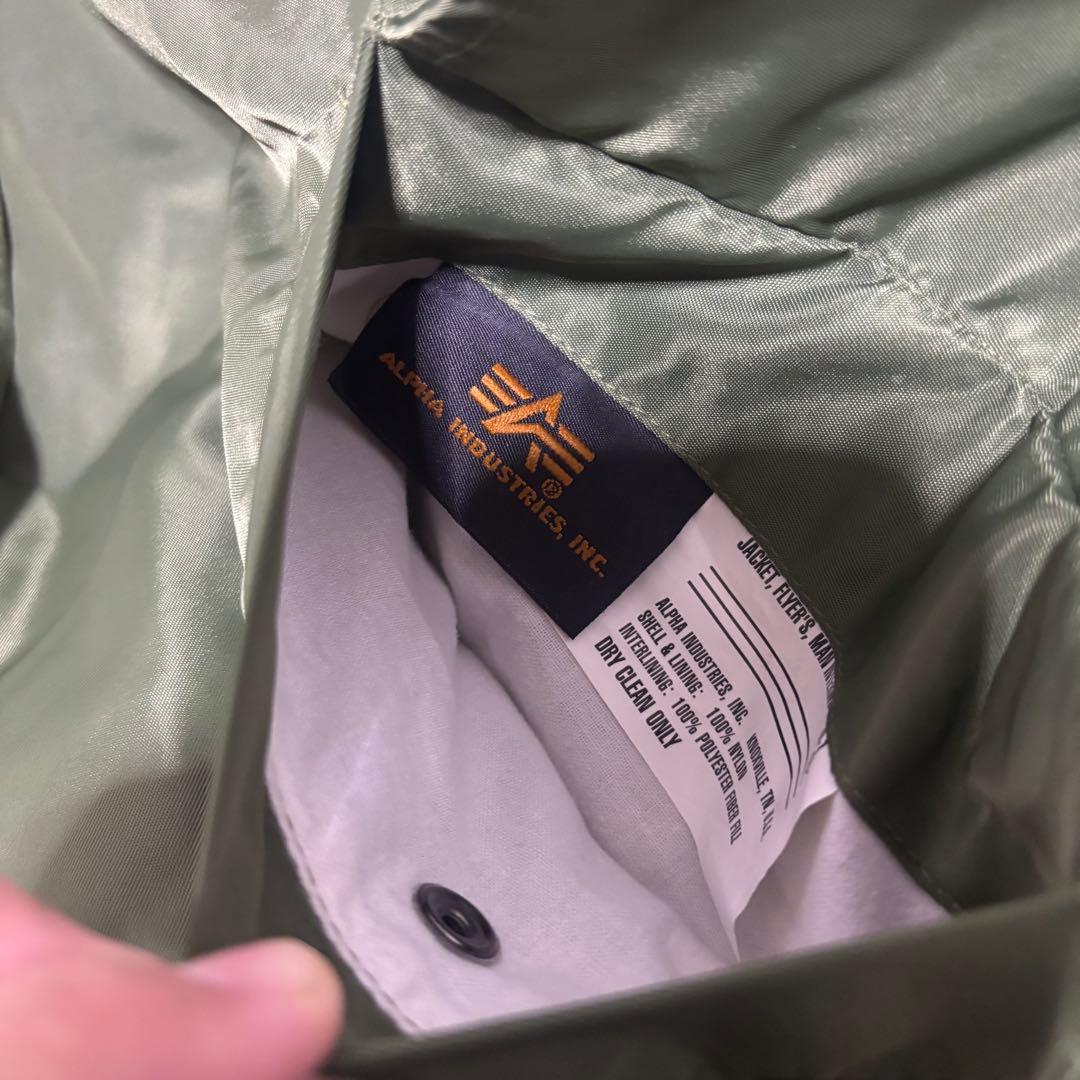 ALPHA INDUSTRIES, INC.
®
JACKET, FLYER'S, MAN
ALPHA INDUSTRIES, INC. KNOXVILLE, TN, U.S.A.
SHELL & LINING: 100% NYLON
INTERLINING: 100% POLYESTER FIBER FILL
DRY CLEAN ONLY